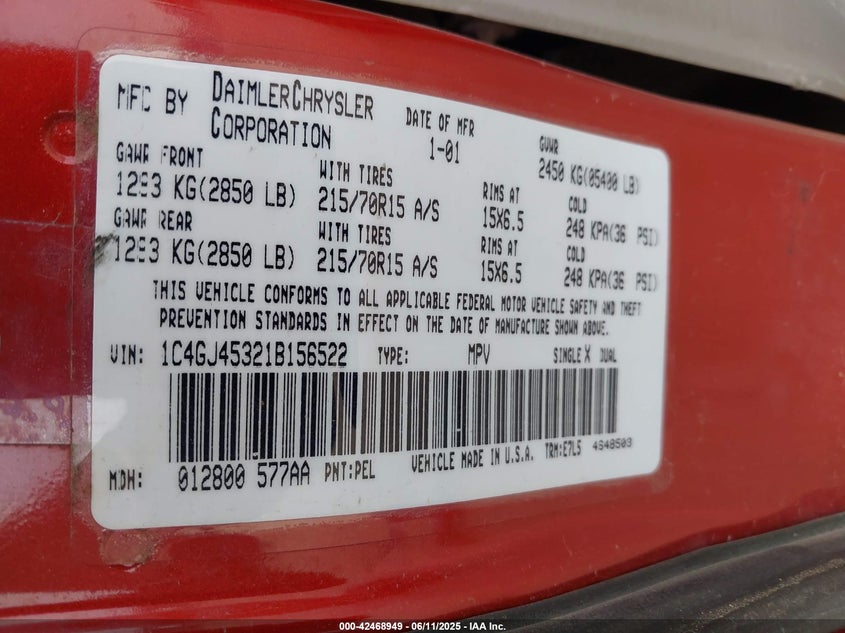 MFD BY DAIMLERCHRYSLER CORPORATION
DATE OF MFR 1-01
GVWR 2450 KG(05400 LB)
GAWR FRONT 1293 KG(2850 LB)
WITH TIRES 215/70R15 A/S
RIMS AT 15X6.5
COLD 248 KPA(36 PSI)
GAWR REAR 1293 KG(2850 LB)
WITH TIRES 215/70R15 A/S
RIMS AT 15X6.5
COLD 248 KPA(36 PSI)
THIS VEHICLE CONFORMS TO ALL APPLICABLE FEDERAL MOTOR VEHICLE SAFETY AND THEFT
PREVENTION STANDARDS IN EFFECT ON THE DATE OF MANUFACTURE SHOWN ABOVE.
VIN: 1C4GJ45321B156522 TYPE: MPV SINGLE X DUAL
MDH: 012800 577AA PNT:PEL VEHICLE MADE IN U.S.A. TRM:E7L5 4648503
000-42468949 - 06/11/2025 - IAA Inc.